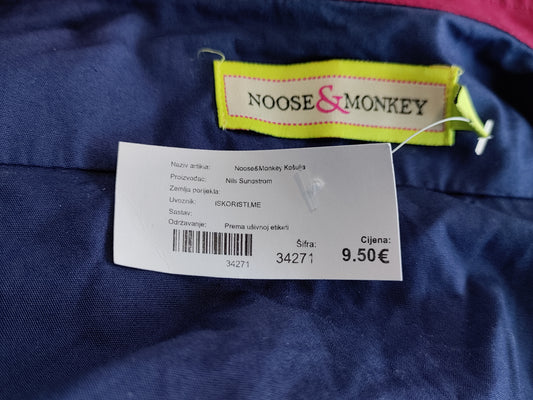 NOOSE&MONKEY
Naziv artikla: Noose&Monkey Košulja
Proizvođač: Nils Sundstrom
Zemlja porijekla:
Uvoznik: ISKORISTI.ME
Sastav:
Održavanje: Prema ušivnoj etiketi
34271
Šifra:
34271
Cijena:
9.50€